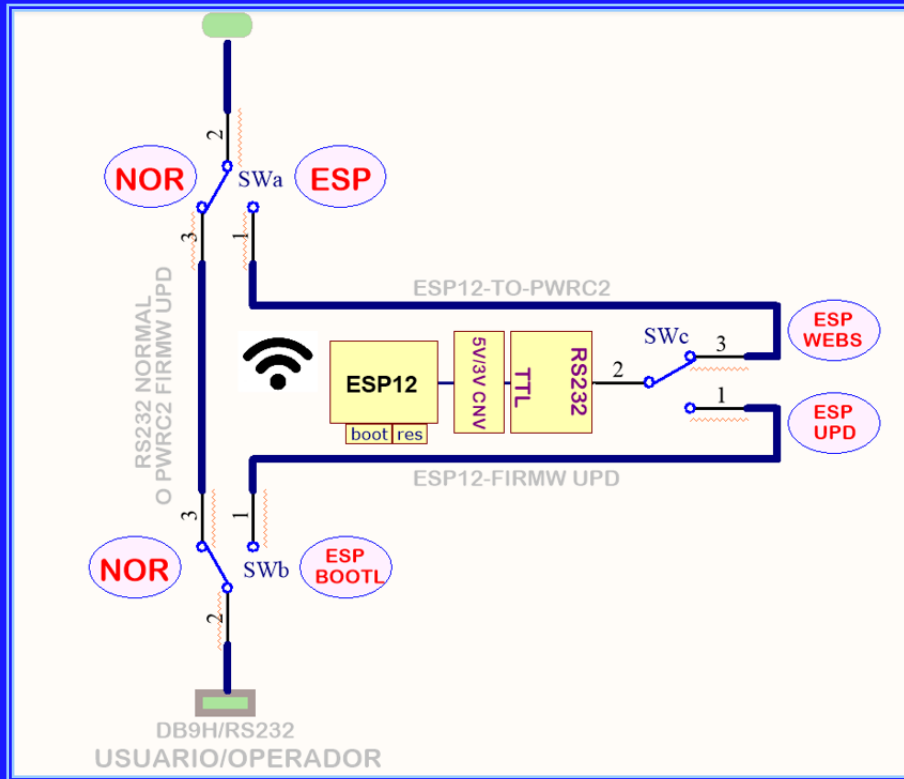 2
NOR
SWa
ESP
3
1
ESP12-TO-PWRC2
RS232 NORMAL
O PWRC2 FIRMW UPD
ESP12
boot
res
5V/3V CNV
TTL
RS232
2
SWc
3
1
ESP
WEBS
ESP
UPD
ESP12-FIRMW UPD
3
1
NOR
SWb
ESP
BOOTL
2
DB9H/RS232
USUARIO/OPERADOR